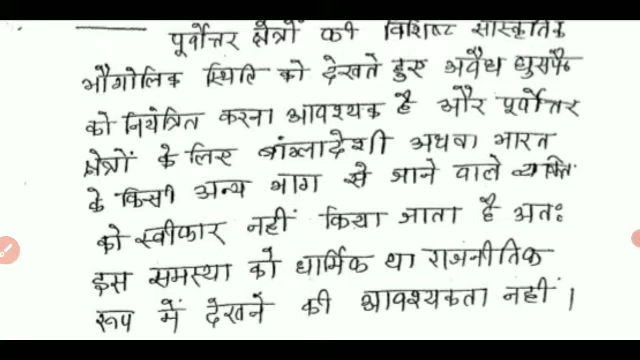 पूर्वोत्तर क्षेत्रों की विशिष्ट सांस्कृतिक
भौगोलिक स्थिति को देखते हुए अवैध घुसपै
को नियंत्रित करना आवश्यक है और पूर्वोत्तर
क्षेत्रों के लिए बांग्लादेशी अथवा भारत
के किसी अन्य भाग से जाने वाले व्यक्ति
को स्वीकार नहीं किया जाता है अतः
इस समस्या को धार्मिक या राजनीतिक
रूप में देखने की आवश्यकता नहीं।